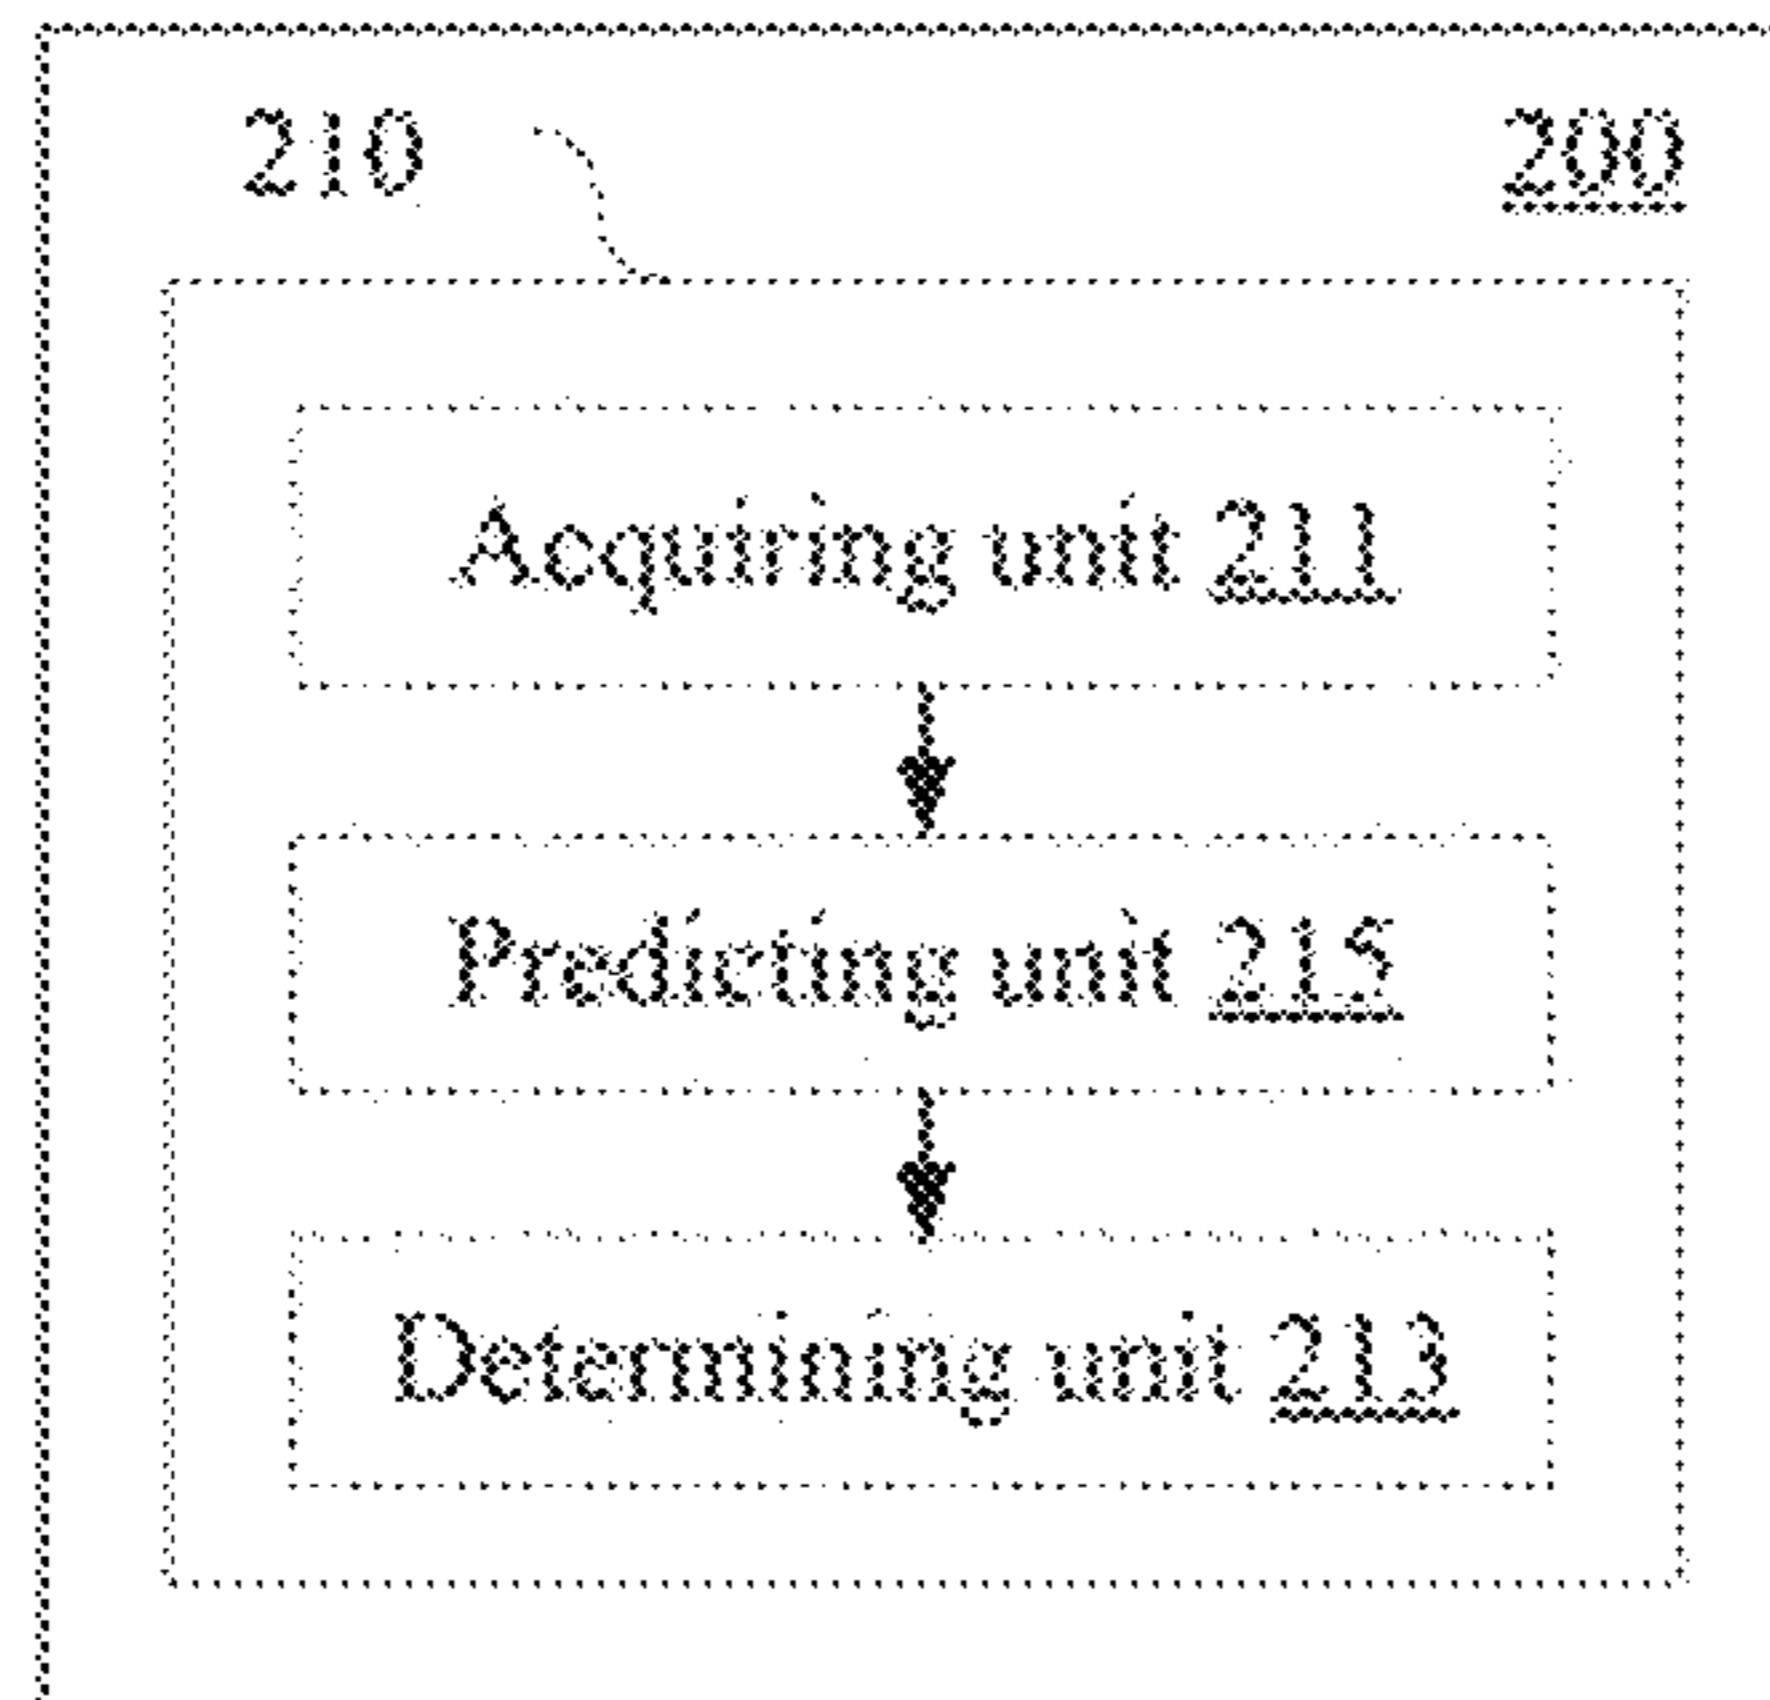 210 200
Acquiring unit 211
Predicting unit 215
Determining unit 213